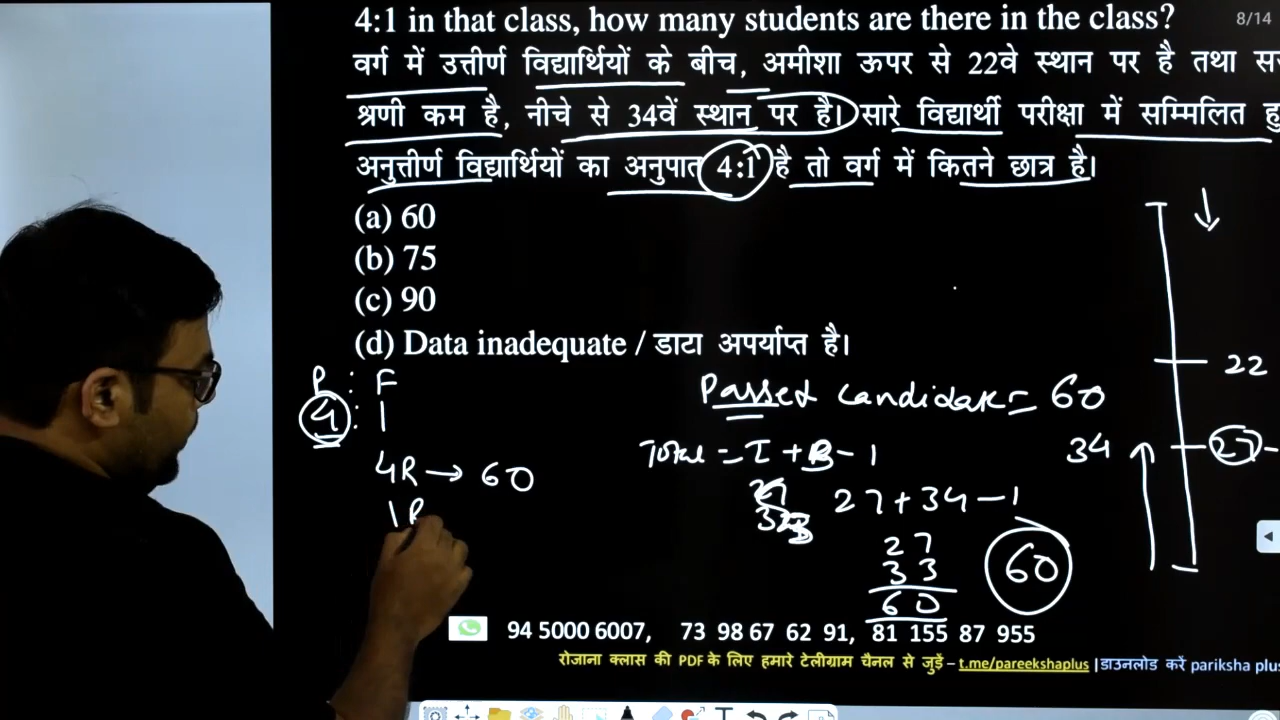 4:1 in that class, how many students are there in the class?
8/14
वर्ग में उत्तीर्ण विद्यार्थियों के बीच, अमीशा ऊपर से 22वे स्थान पर है तथा
श्रणी कम है, नीचे से 34वें स्थान पर है। सारे विद्यार्थी परीक्षा में सम्मिलित
अनुत्तीर्ण विद्यार्थियों का अनुपात 4:1 है तो वर्ग में कितने छात्र है।
(a) 60
(b) 75
(c) 90
(d) Data inadequate / डाटा अपर्याप्त है।
P : F
4 : 1
4R → 60
1R
Passed candidate = 60
Total = T + B - 1
27 + 34 - 1
27
33
60
60
22
34
27
94 5000 6007, 73 98 67 62 91, 81 155 87 955
रोजाना क्लास की PDF के लिए हमारे टेलीग्राम चैनल से जुड़ें – t.me/pareekshaplus | डाउनलोड करें pariksha plus